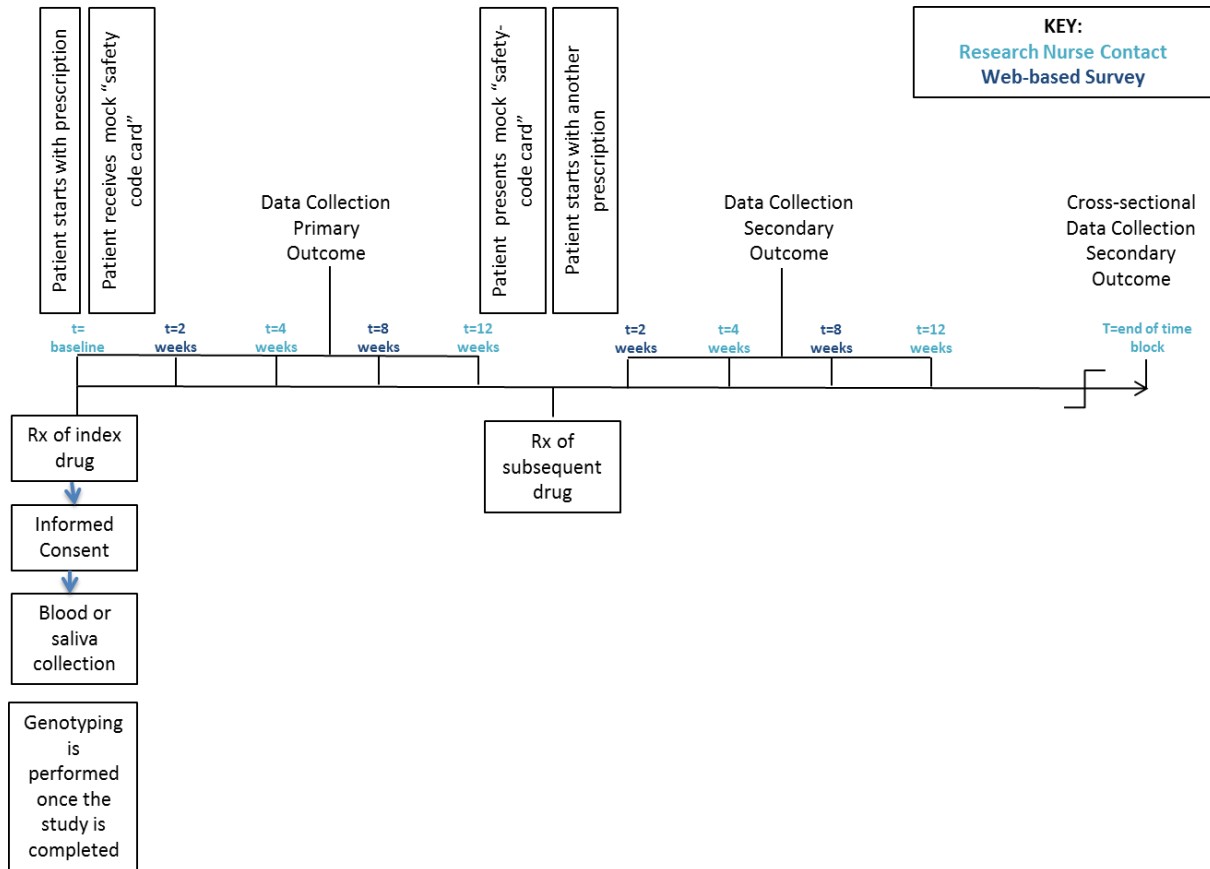 Patient starts with prescription
Patient receives mock “safety
code card”
Patient presents mock “safety-
code card”
Patient starts with another
prescription
KEY:
Research Nurse Contact
Web-based Survey
Data Collection
Primary
Outcome
Data Collection
Secondary
Outcome
Cross-sectional
Data Collection
Secondary
Outcome
t=
baseline
t=2
weeks
t=4
weeks
t=8
weeks
t=12
weeks
t=2
weeks
t=4
weeks
t=8
weeks
t=12
weeks
T=end of time
block
Rx of index
drug
Rx of
subsequent
drug
Informed
Consent
Blood or
saliva
collection
Genotyping
is
performed
once the
study is
completed